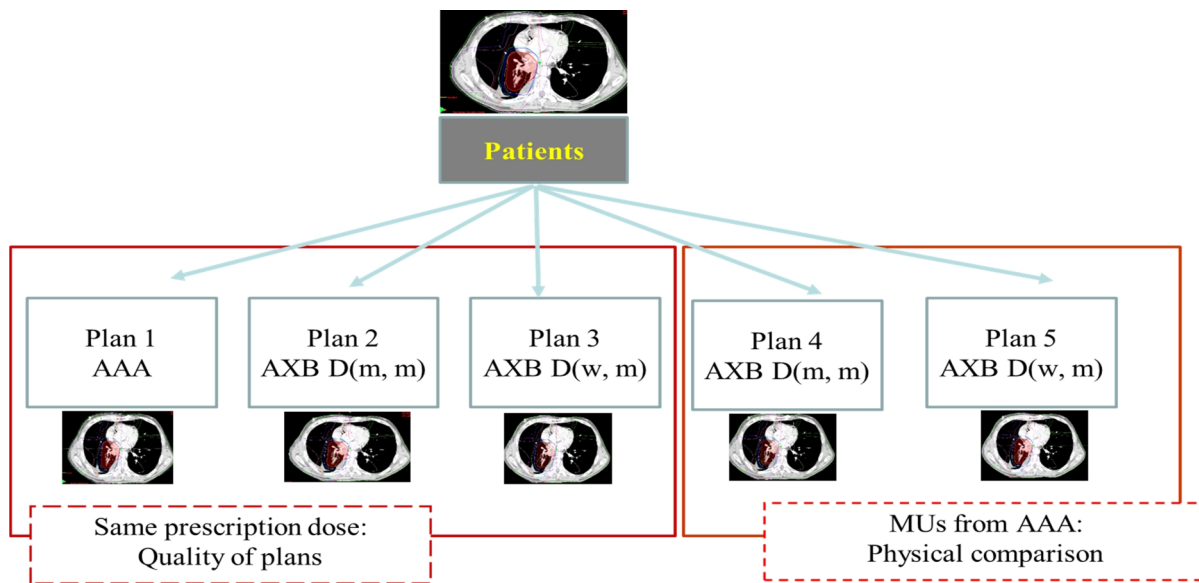 Patients
Plan 1
AAA
Plan 2
AXB D(m, m)
Plan 3
AXB D(w, m)
Plan 4
AXB D(m, m)
Plan 5
AXB D(w, m)
Same prescription dose:
Quality of plans
MUs from AAA:
Physical comparison